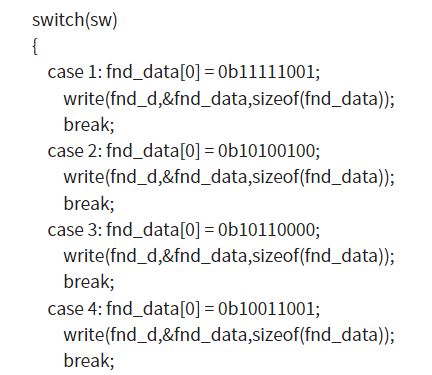 switch(sw)
{
case 1: fnd_data[0] = 0b11111001;
write(fnd_d,&fnd_data,sizeof(fnd_data));
break;
case 2: fnd_data[0] = 0b10100100;
write(fnd_d,&fnd_data,sizeof(fnd_data));
break;
case 3: fnd_data[0] = 0b10110000;
write(fnd_d,&fnd_data,sizeof(fnd_data));
break;
case 4: fnd_data[0] = 0b10011001;
write(fnd_d,&fnd_data,sizeof(fnd_data));
break;